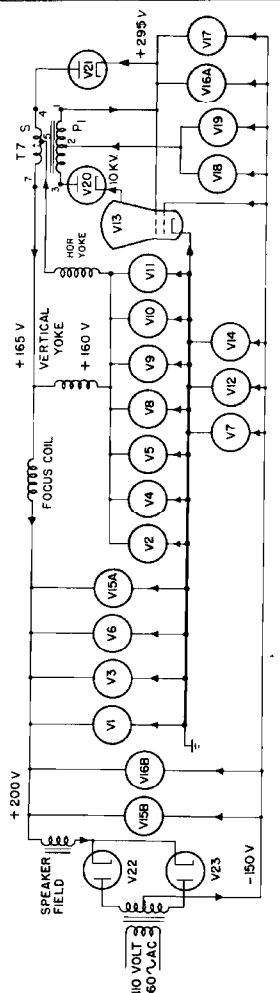 110 VOLT
60 ~ AC
SPEAKER
FIELD
V22
V23
+200 V
-150 V
V15B
V16B
V1
V3
V6
V15A
FOCUS COIL
+165 V
VERTICAL
YOKE
+160 V
HOR
YOKE
V2
V4
V5
V8
V9
V10
V11
V7
V12
V14
V13
10 KV.
V20
T7 S
7
4
5
P1
3
2
1
V21
+295 V
V18
V19
V16A
V17